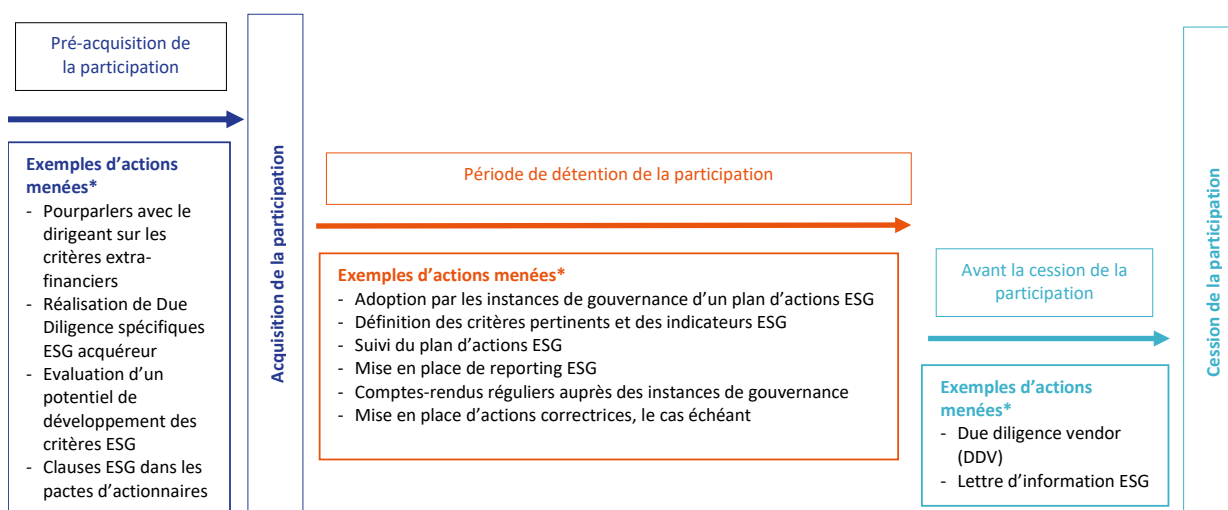 Pré-acquisition de
la participation
Exemples d'actions
menées*
- Pourparlers avec le
dirigeant sur les
critères extra-
financiers
- Réalisation de Due
Diligence spécifiques
ESG acquéreur
- Evaluation d'un
potentiel de
développement des
critères ESG
- Clauses ESG dans les
pactes d'actionnaires
Acquisition de la participation
Période de détention de la participation
Exemples d'actions menées*
- Adoption par les instances de gouvernance d'un plan d'actions ESG
- Définition des critères pertinents et des indicateurs ESG
- Suivi du plan d'actions ESG
- Mise en place de reporting ESG
- Comptes-rendus réguliers auprès des instances de gouvernance
- Mise en place d'actions correctrices, le cas échéant
Avant la cession de la
participation
Exemples d'actions
menées*
- Due diligence vendor
(DDV)
- Lettre d'information ESG
Cession de la participation